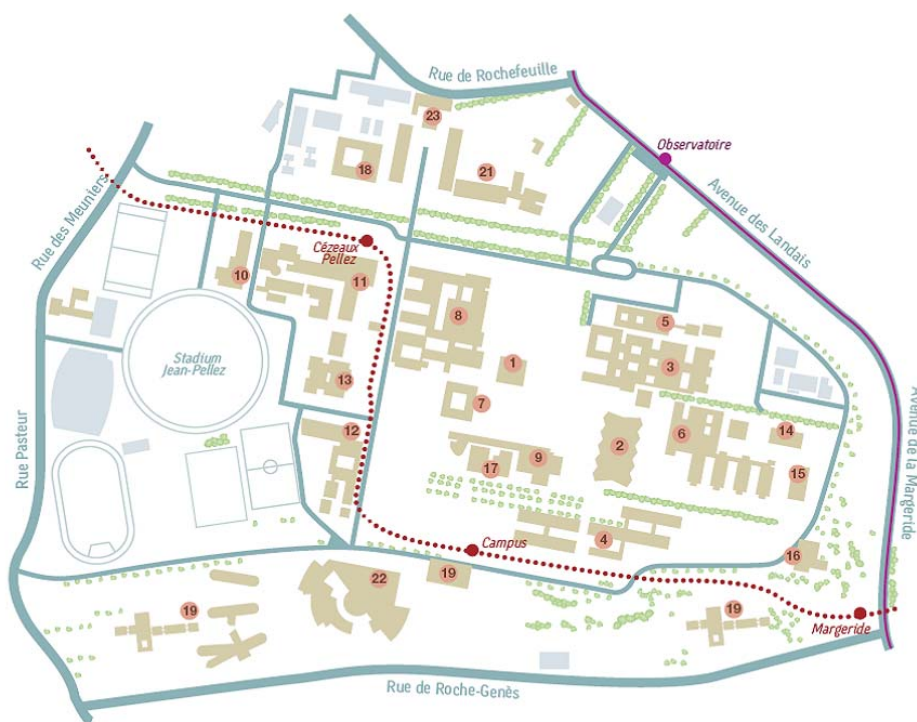 Rue de Rochefeuille
23
Observatoire
18
21
Avenue des Landais
Rue des Meuniers
Cézeaux
Pellez
10
11
8
5
1
3
Stadium
Jean-Pellez
13
7
12
6
14
2
17
9
15
Rue Pasteur
Avenue de la Margeride
4
Campus
16
22
19
19
19
Margeride
Rue de Roche-Genès